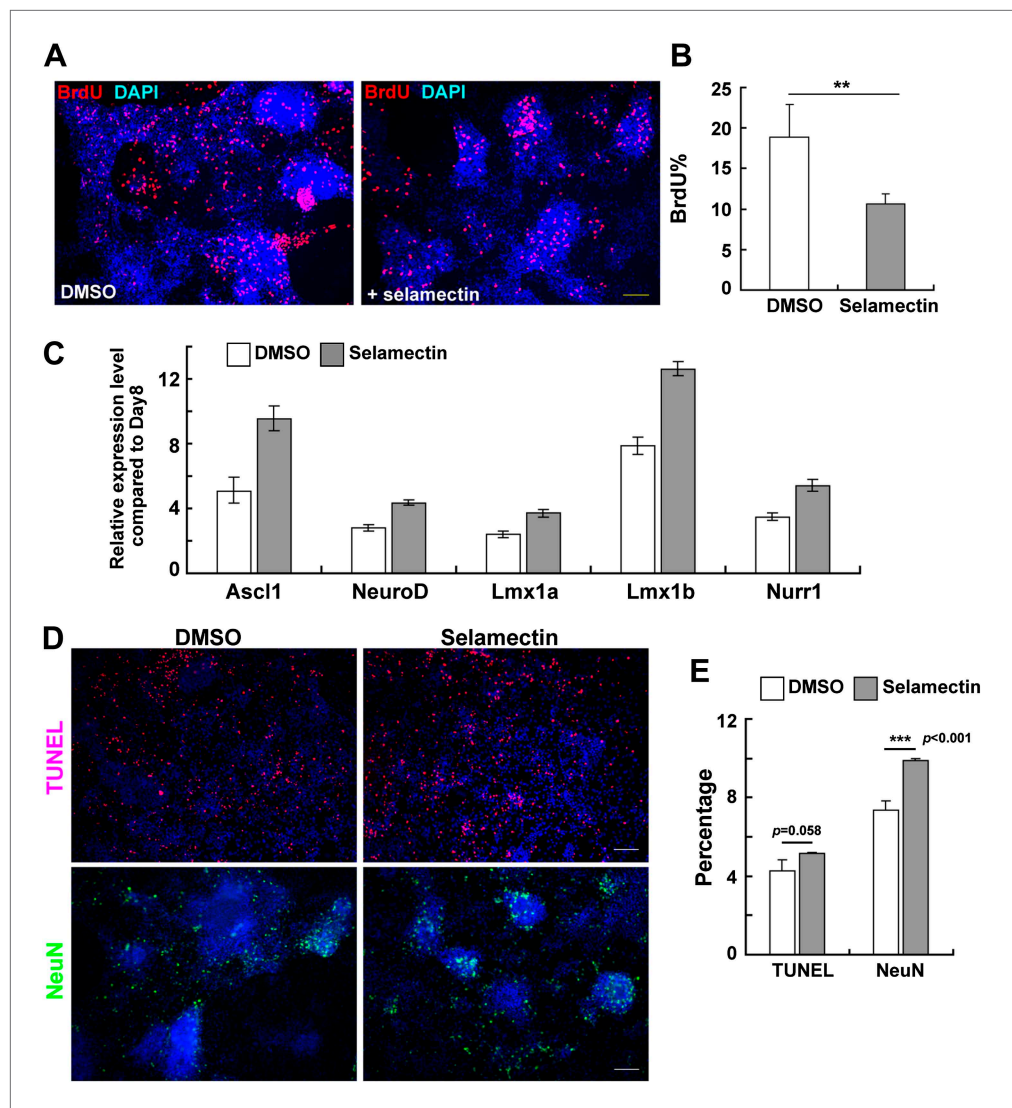 A
BrdU DAPI
BrdU DAPI
DMSO
+ selamectin
B
**
BrdU%
25
20
15
10
5
0
DMSO Selamectin
C
DMSO Selamectin
Relative expression level
compared to Day8
12
8
4
0
Ascl1 NeuroD Lmx1a Lmx1b Nurr1
D
DMSO Selamectin
TUNEL
NeuN
E
DMSO Selamectin
Percentage
12
8
4
0
*** p<0.001
p=0.058
TUNEL NeuN